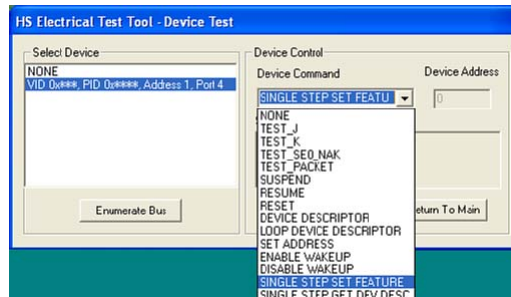 HS Electrical Test Tool - Device Test
Select Device
NONE
VID 0x***, PID 0x****, Address 1, Port 4
Enumerate Bus
Device Control
Device Command
Device Address
SINGLE STEP SET FEATU
0
NONE
TEST_J
TEST_K
TEST_SE0_NAK
TEST_PACKET
SUSPEND
RESUME
RESET
DEVICE DESCRIPTOR
LOOP DEVICE DESCRIPTOR
SET ADDRESS
ENABLE WAKEUP
DISABLE WAKEUP
SINGLE STEP SET FEATURE
SINGLE STEP GET DEV DESC
eturn To Main